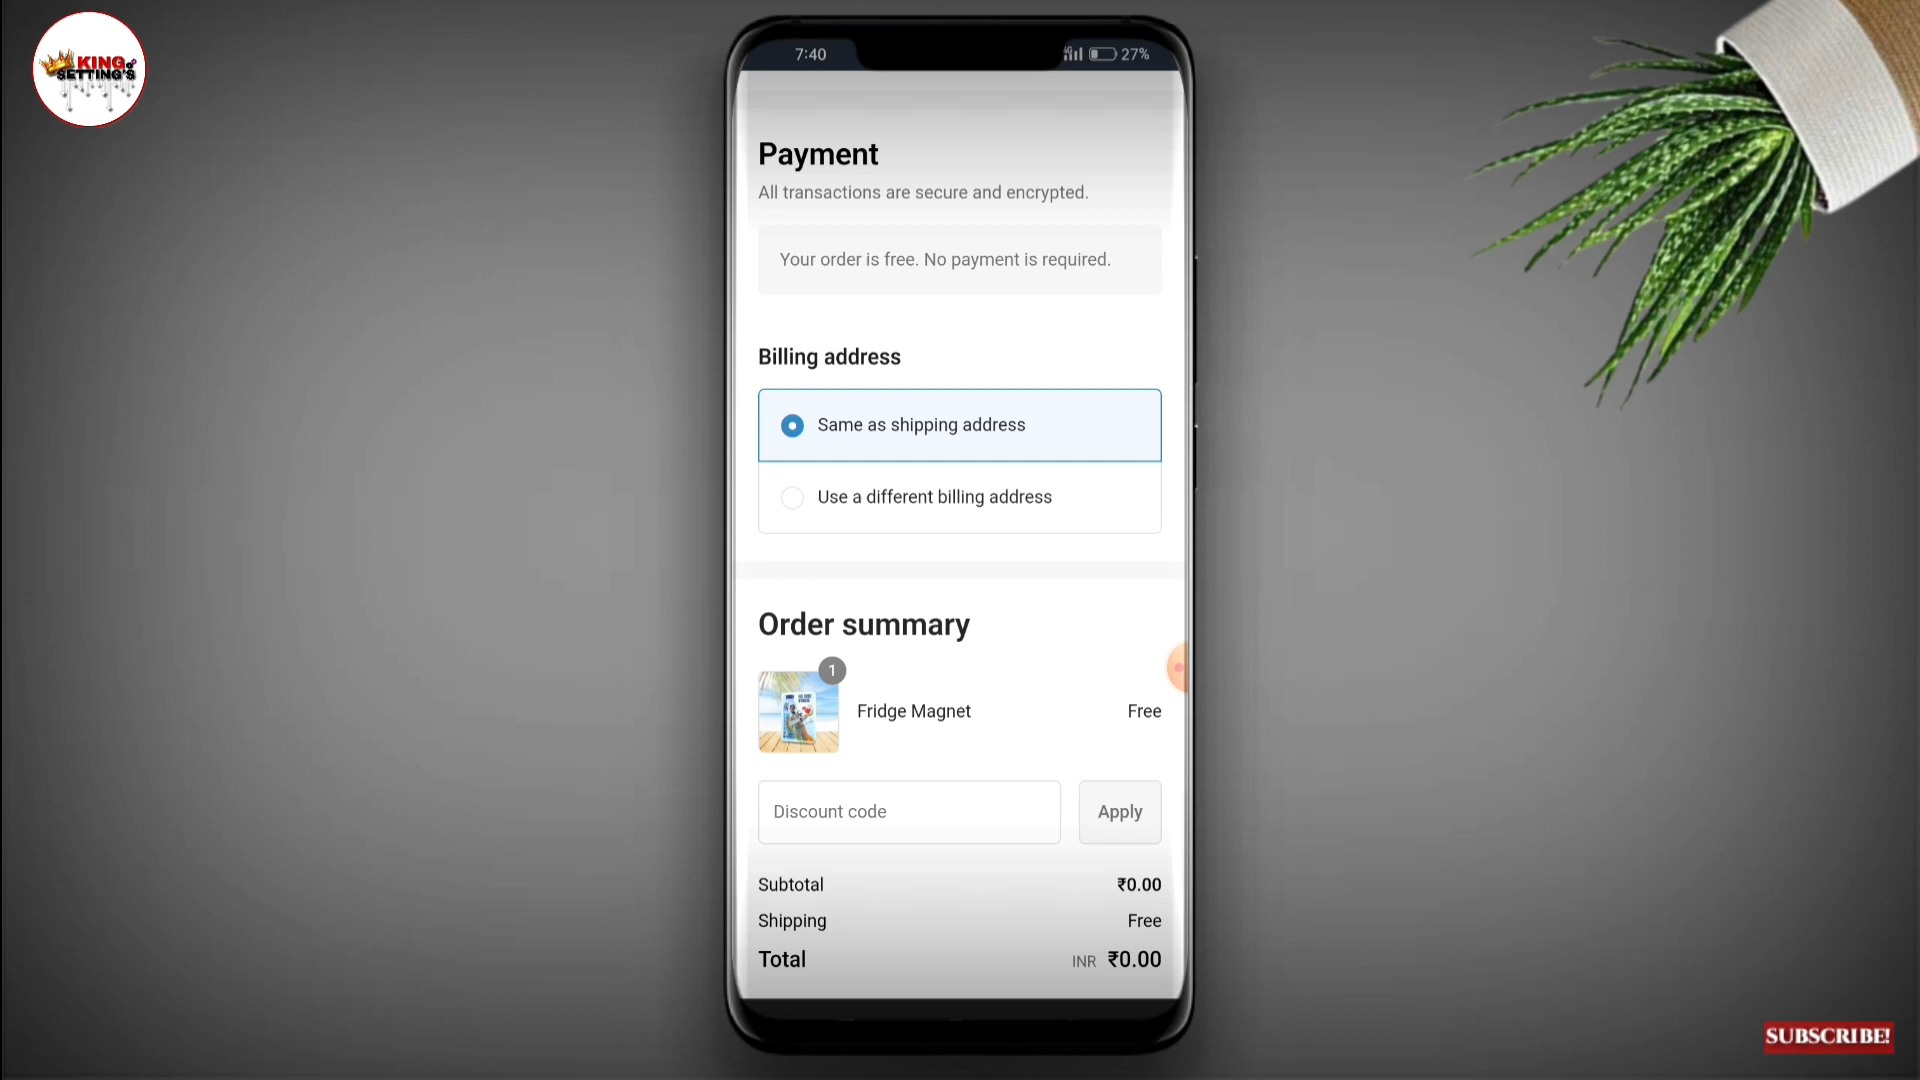 KING of
SETTING'S
7:40
27%
Payment
All transactions are secure and encrypted.
Your order is free. No payment is required.
Billing address
Same as shipping address
Use a different billing address
Order summary
1
Fridge Magnet Free
Discount code Apply
Subtotal ₹0.00
Shipping Free
Total INR ₹0.00
SUBSCRIBE!